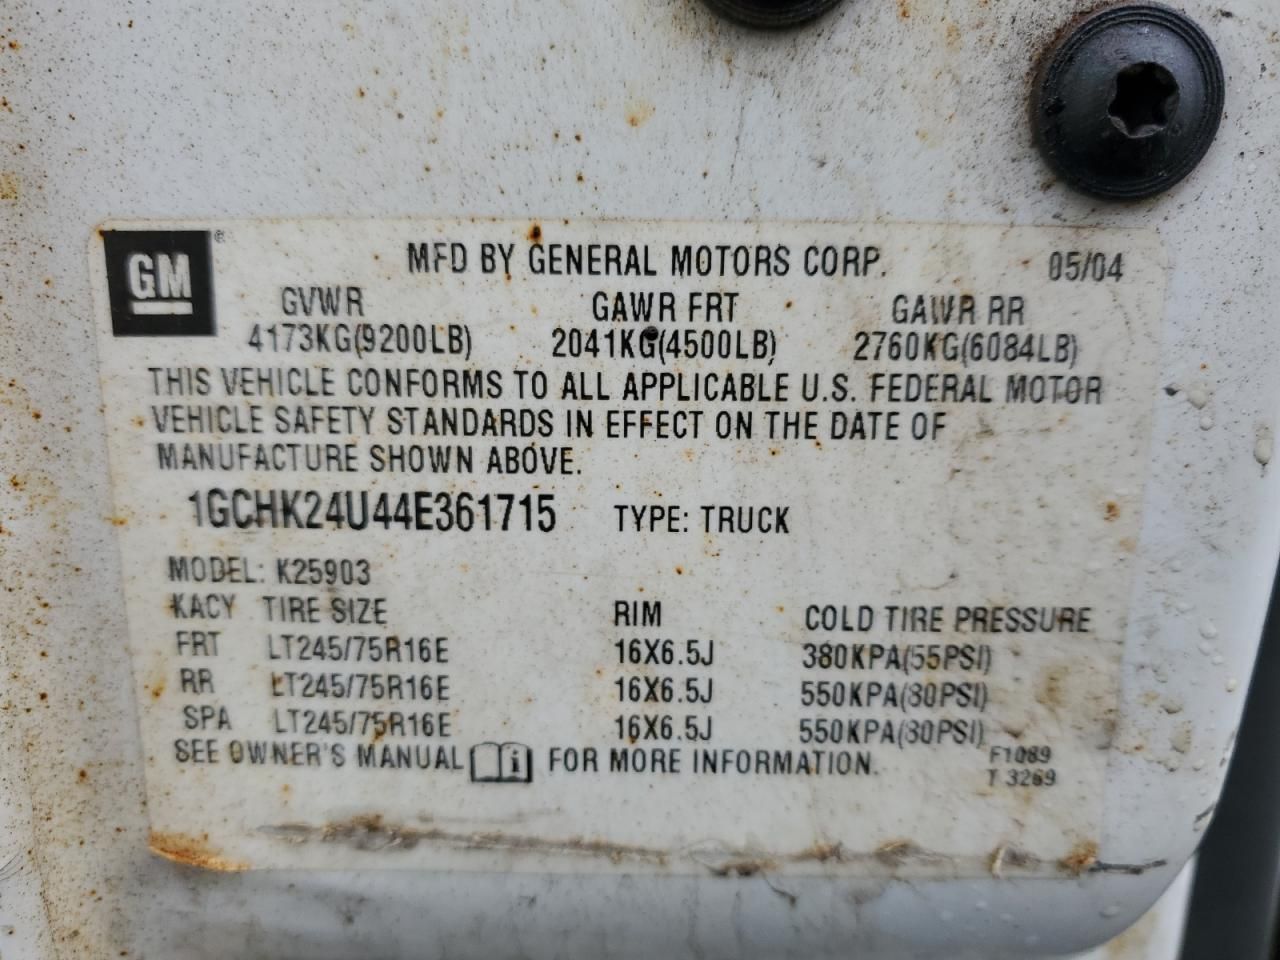 GM®
MFD BY GENERAL MOTORS CORP. 05/04
GVWR GAWR FRT GAWR RR
4173KG(9200LB) 2041KG(4500LB) 2760KG(6084LB)
THIS VEHICLE CONFORMS TO ALL APPLICABLE U.S. FEDERAL MOTOR
VEHICLE SAFETY STANDARDS IN EFFECT ON THE DATE OF
MANUFACTURE SHOWN ABOVE.
1GCHK24U44E361715 TYPE: TRUCK
MODEL: K25903
KACY TIRE SIZE RIM COLD TIRE PRESSURE
FRT LT245/75R16E 16X6.5J 380KPA(55PSI)
RR LT245/75R16E 16X6.5J 550KPA(80PSI)
SPA LT245/75R16E 16X6.5J 550KPA(80PSI)
SEE OWNER'S MANUAL FOR MORE INFORMATION. F1089
T 3269